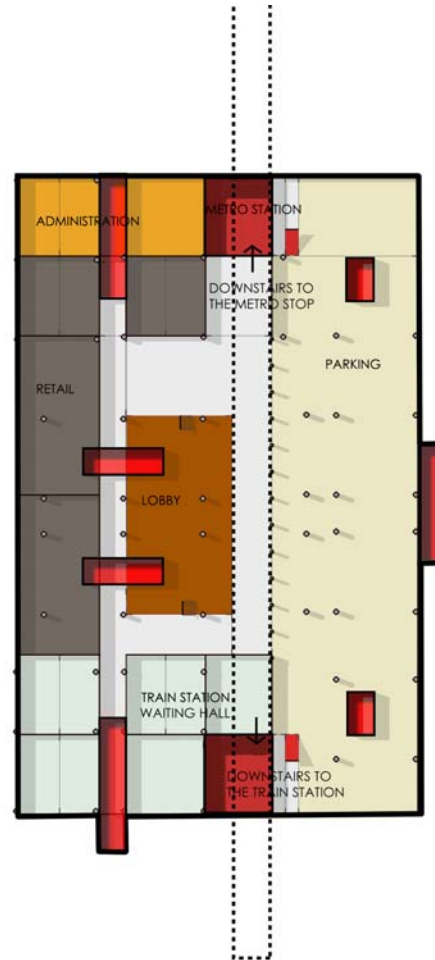 METRO STATION
ADMINISTRATION
DOWNSTAIRS TO
THE METRO STOP
PARKING
RETAIL
LOBBY
TRAIN STATION
WAITING HALL
DOWNSTAIRS TO
THE TRAIN STATION